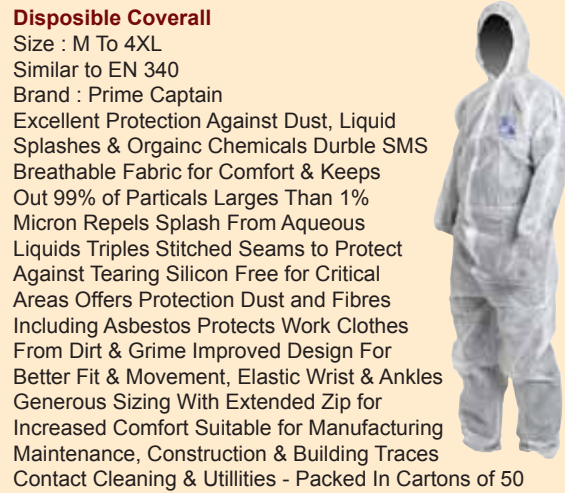 Disposible Coverall
Size : M To 4XL
Similar to EN 340
Brand : Prime Captain
Excellent Protection Against Dust, Liquid
Splashes & Orgainc Chemicals Durble SMS
Breathable Fabric for Comfort & Keeps
Out 99% of Particals Larges Than 1%
Micron Repels Splash From Aqueous
Liquids Triples Stitched Seams to Protect
Against Tearing Silicon Free for Critical
Areas Offers Protection Dust and Fibres
Including Asbestos Protects Work Clothes
From Dirt & Grime Improved Design For
Better Fit & Movement, Elastic Wrist & Ankles
Generous Sizing With Extended Zip for
Increased Comfort Suitable for Manufacturing
Maintenance, Construction & Building Traces
Contact Cleaning & Utillities - Packed In Cartons of 50